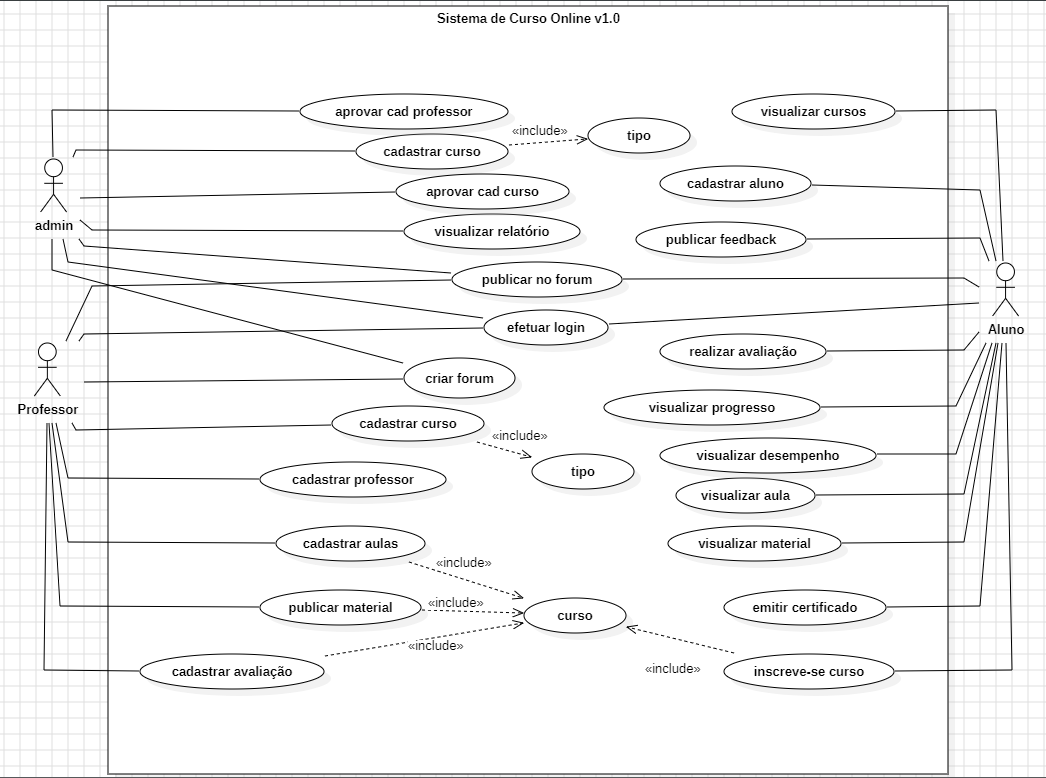 Sistema de Curso Online v1.0
aprovar cad professor
visualizar cursos
«include»
tipo
cadastrar curso
cadastrar aluno
aprovar cad curso
admin
visualizar relatório
publicar feedback
publicar no forum
efetuar login
Aluno
realizar avaliação
criar forum
Professor
visualizar progresso
cadastrar curso
«include»
visualizar desempenho
tipo
cadastrar professor
visualizar aula
cadastrar aulas
visualizar material
«include»
«include»
publicar material
emitir certificado
curso
«include»
cadastrar avaliação
«include»
inscreve-se curso